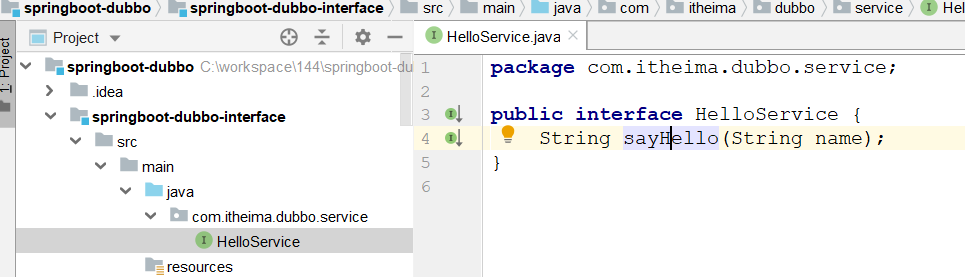 springboot-dubbo springboot-dubbo-interface src main java com itheima dubbo service
1: Project
Project
springboot-dubbo C:\workspace\144\springboot-du
.idea
springboot-dubbo-interface
src
main
java
com.itheima.dubbo.service
HelloService
resources
HelloService.java
1 package com.itheima.dubbo.service;
2
3 public interface HelloService {
4 String sayHello(String name);
5 }
6